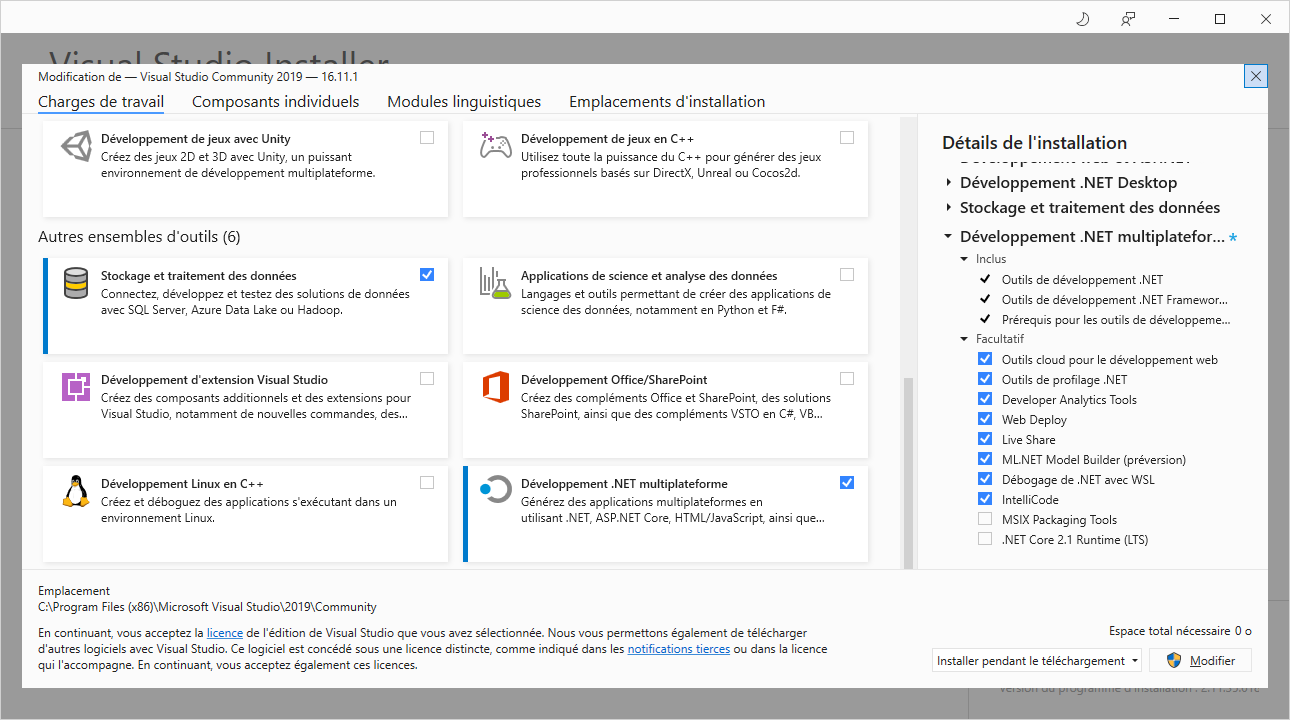 Visual Studio Installer
Modification de — Visual Studio Community 2019 — 16.11.1
Charges de travail
Composants individuels
Modules linguistiques
Emplacements d'installation
Développement de jeux avec Unity
Créez des jeux 2D et 3D avec Unity, un puissant
environnement de développement multiplateforme.
Développement de jeux en C++
Utilisez toute la puissance du C++ pour générer des jeux
professionnels basés sur DirectX, Unreal ou Cocos2d.
Autres ensembles d'outils (6)
Stockage et traitement des données
Connectez, développez et testez des solutions de données
avec SQL Server, Azure Data Lake ou Hadoop.
Applications de science et analyse des données
Langages et outils permettant de créer des applications de
science des données, notamment en Python et F#.
Développement d'extension Visual Studio
Créez des composants additionnels et des extensions pour
Visual Studio, notamment de nouvelles commandes, des...
Développement Office/SharePoint
Créez des compléments Office et SharePoint, des solutions
SharePoint, ainsi que des compléments VSTO en C#, VB...
Développement Linux en C++
Créez et déboguez des applications s'exécutant dans un
environnement Linux.
Développement .NET multiplateforme
Générez des applications multiplateformes en
utilisant .NET, ASP.NET Core, HTML/JavaScript, ainsi que...
Détails de l'installation
Développement web et ASP.NET
Développement .NET Desktop
Stockage et traitement des données
Développement .NET multiplatefor... *
Inclus
Outils de développement .NET
Outils de développement .NET Framewor...
Prérequis pour les outils de développeme...
Facultatif
Outils cloud pour le développement web
Outils de profilage .NET
Developer Analytics Tools
Web Deploy
Live Share
ML.NET Model Builder (préversion)
Débogage de .NET avec WSL
IntelliCode
MSIX Packaging Tools
.NET Core 2.1 Runtime (LTS)
Emplacement
C:\Program Files (x86)\Microsoft Visual Studio\2019\Community
En continuant, vous acceptez la licence de l'édition de Visual Studio que vous avez sélectionnée. Nous vous permettons également de télécharger
d'autres logiciels avec Visual Studio. Ce logiciel est concédé sous une licence distincte, comme indiqué dans les notifications tierces ou dans la licence
qui l'accompagne. En continuant, vous acceptez également ces licences.
Espace total nécessaire 0 o
Installer pendant le téléchargement
Modifier
Version du programme d'installation :